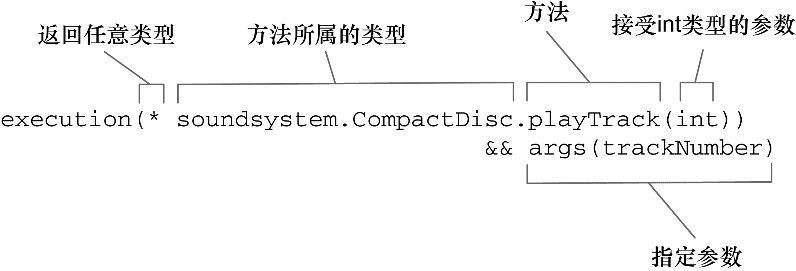 返回任意类型 方法所属的类型 方法 接受int类型的参数
execution(* soundsystem.CompactDisc.playTrack(int))
&& args(trackNumber)
指定参数